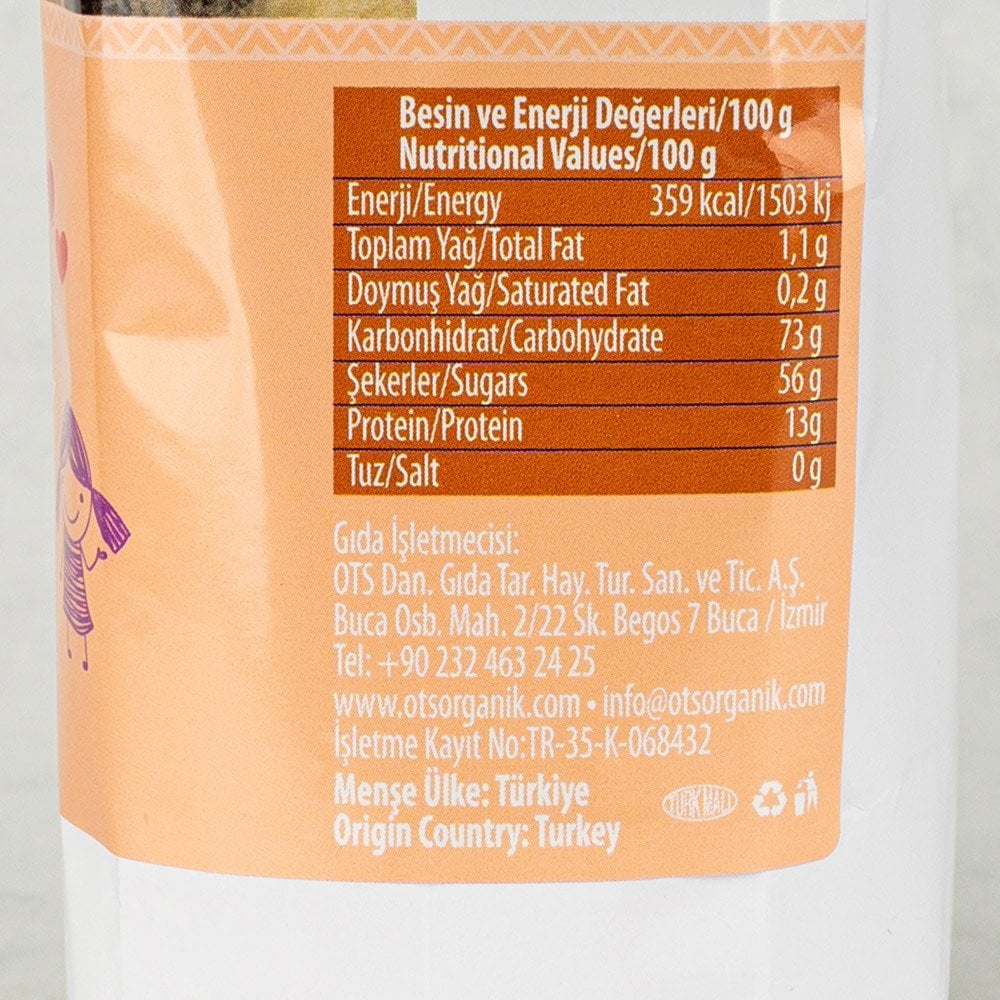 Besin ve Enerji Değerleri/100 g
Nutritional Values/100 g
Enerji/Energy 359 kcal/1503 kj
Toplam Yağ/Total Fat 1,1 g
Doymuş Yağ/Saturated Fat 0,2 g
Karbonhidrat/Carbohydrate 73 g
Şekerler/Sugars 56 g
Protein/Protein 13g
Tuz/Salt 0 g
Gıda İşletmecisi:
OTS Dan. Gıda Tar. Hay. Tur. San. ve Tic. A.Ş.
Buca Osb. Mah. 2/22 Sk. Begos 7 Buca / İzmir
Tel: +90 232 463 24 25
www.otsorganik.com • info@otsorganik.com
İşletme Kayıt No:TR-35-K-068432
Menşe Ülke: Türkiye
Origin Country: Turkey
TÜRK MALI